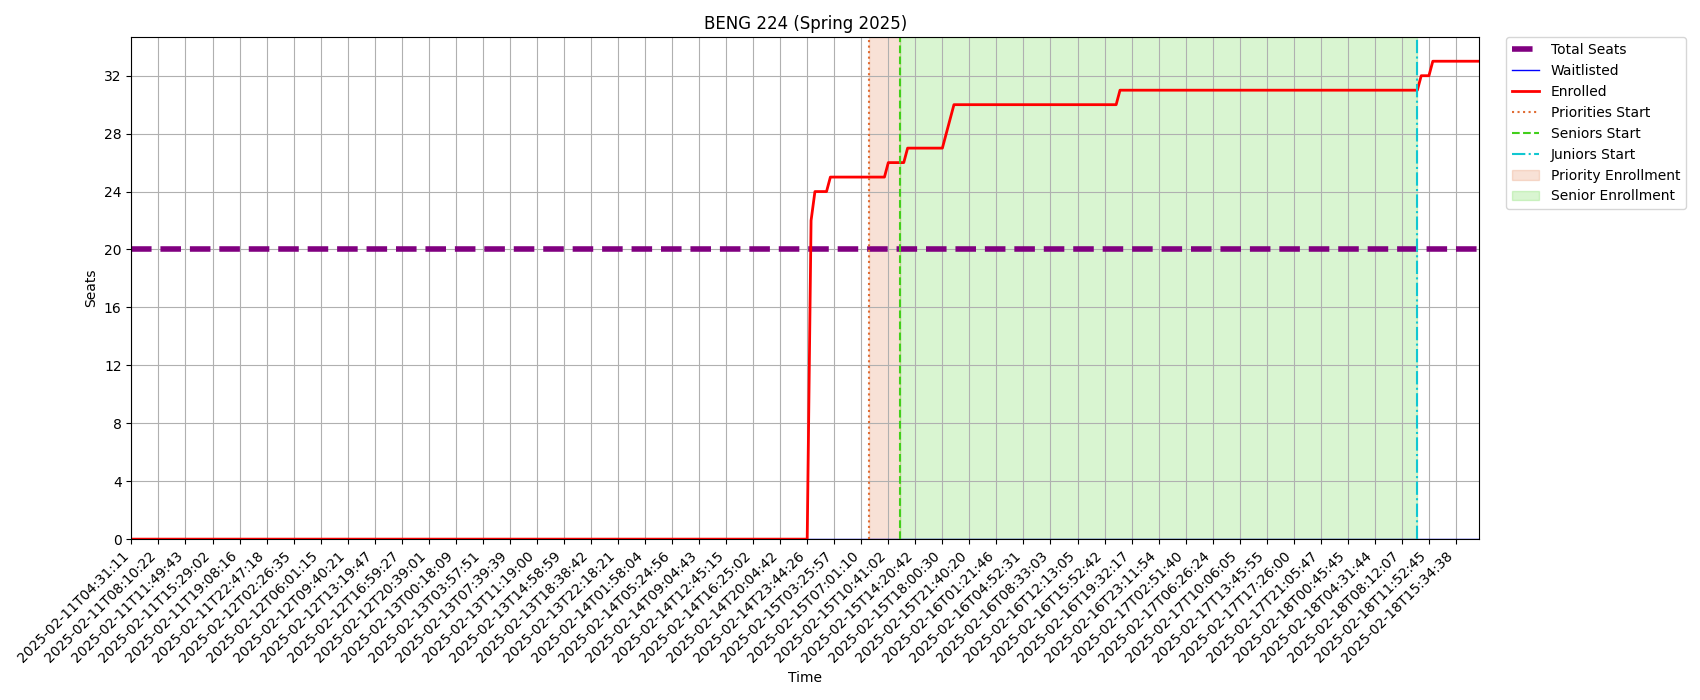 BENG 224 (Spring 2025)
Total Seats
Waitlisted
Enrolled
Priorities Start
Seniors Start
Juniors Start
Priority Enrollment
Senior Enrollment
Seats
32
28
24
20
16
12
8
4
0
2025-02-11T04:31:11
2025-02-11T08:10:22
2025-02-11T11:49:43
2025-02-11T15:29:02
2025-02-11T19:08:16
2025-02-11T22:47:18
2025-02-12T02:26:35
2025-02-12T06:01:15
2025-02-12T09:40:21
2025-02-12T13:19:47
2025-02-12T16:59:27
2025-02-12T20:39:01
2025-02-13T00:18:09
2025-02-13T03:57:51
2025-02-13T07:39:39
2025-02-13T11:19:00
2025-02-13T14:58:59
2025-02-13T18:38:42
2025-02-13T22:18:21
2025-02-14T01:58:04
2025-02-14T05:24:56
2025-02-14T09:04:43
2025-02-14T12:45:15
2025-02-14T16:25:02
2025-02-14T20:04:42
2025-02-14T23:44:26
2025-02-15T03:25:57
2025-02-15T07:01:10
2025-02-15T10:41:02
2025-02-15T14:20:42
2025-02-15T18:00:30
2025-02-15T21:40:20
2025-02-16T01:21:46
2025-02-16T04:52:31
2025-02-16T08:33:03
2025-02-16T12:13:05
2025-02-16T15:52:42
2025-02-16T19:32:17
2025-02-16T23:11:54
2025-02-17T02:51:40
2025-02-17T06:26:24
2025-02-17T10:06:05
2025-02-17T13:45:55
2025-02-17T17:26:00
2025-02-17T21:05:47
2025-02-18T00:45:45
2025-02-18T04:31:44
2025-02-18T08:12:07
2025-02-18T11:52:45
2025-02-18T15:34:38
Time